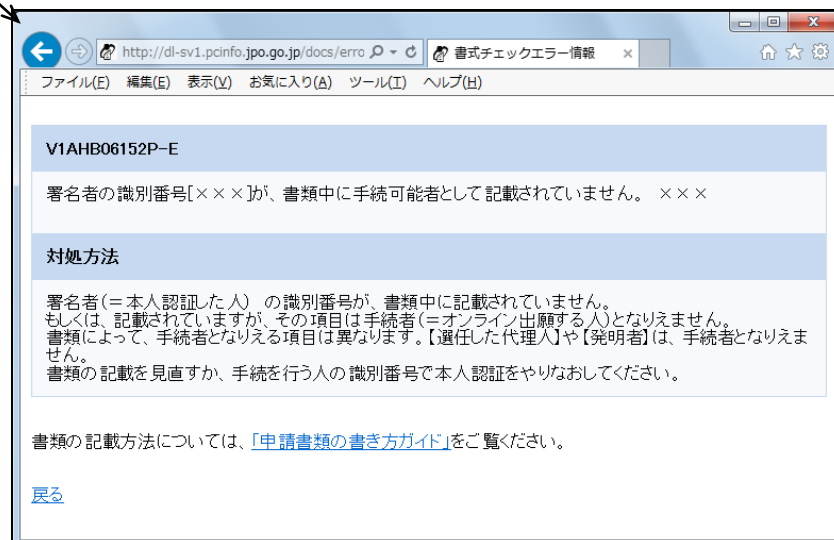 http://dl-sv1.pcinfo.jpo.go.jp/docs/erro
書式チェックエラー情報
ファイル(F) 編集(E) 表示(V) お気に入り(A) ツール(T) ヘルプ(H)
V1AHB06152P-E
署名者の識別番号[×××]が、書類中に手続可能者として記載されていません。 ×××
対処方法
署名者(=本人認証した人) の識別番号が、書類中に記載されていません。
もしくは、記載されていますが、その項目は手続者(=オンライン出願する人)となりえません。
書類によって、手続者となりえる項目は異なります。【選任した代理人】や【発明者】は、手続者となりえま
せん。
書類の記載を見直すか、手続を行う人の識別番号で本人認証をやりなおしてください。
書類の記載方法については、「申請書類の書き方ガイド」をご覧ください。
戻る